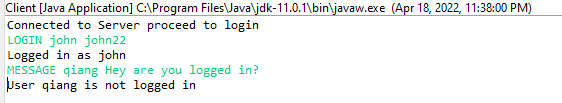 Client [Java Application] C:\Program Files\Java\jdk-11.0.1\bin\javaw.exe (Apr 18, 2022, 11:38:00 PM)
Connected to Server proceed to login
LOGIN john john22
Logged in as john
MESSAGE qiang Hey are you logged in?
User qiang is not logged in